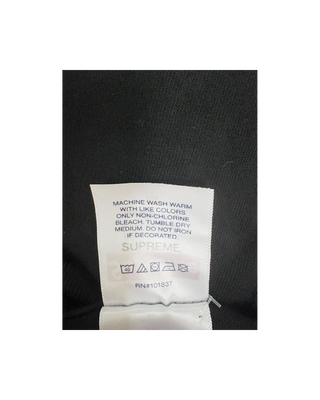 MACHINE WASH WARM
WITH LIKE COLORS
ONLY NON-CHLORINE
BLEACH. TUMBLE DRY
MEDIUM. DO NOT IRON
IF DECORATED.
SUPREME
RN#101837